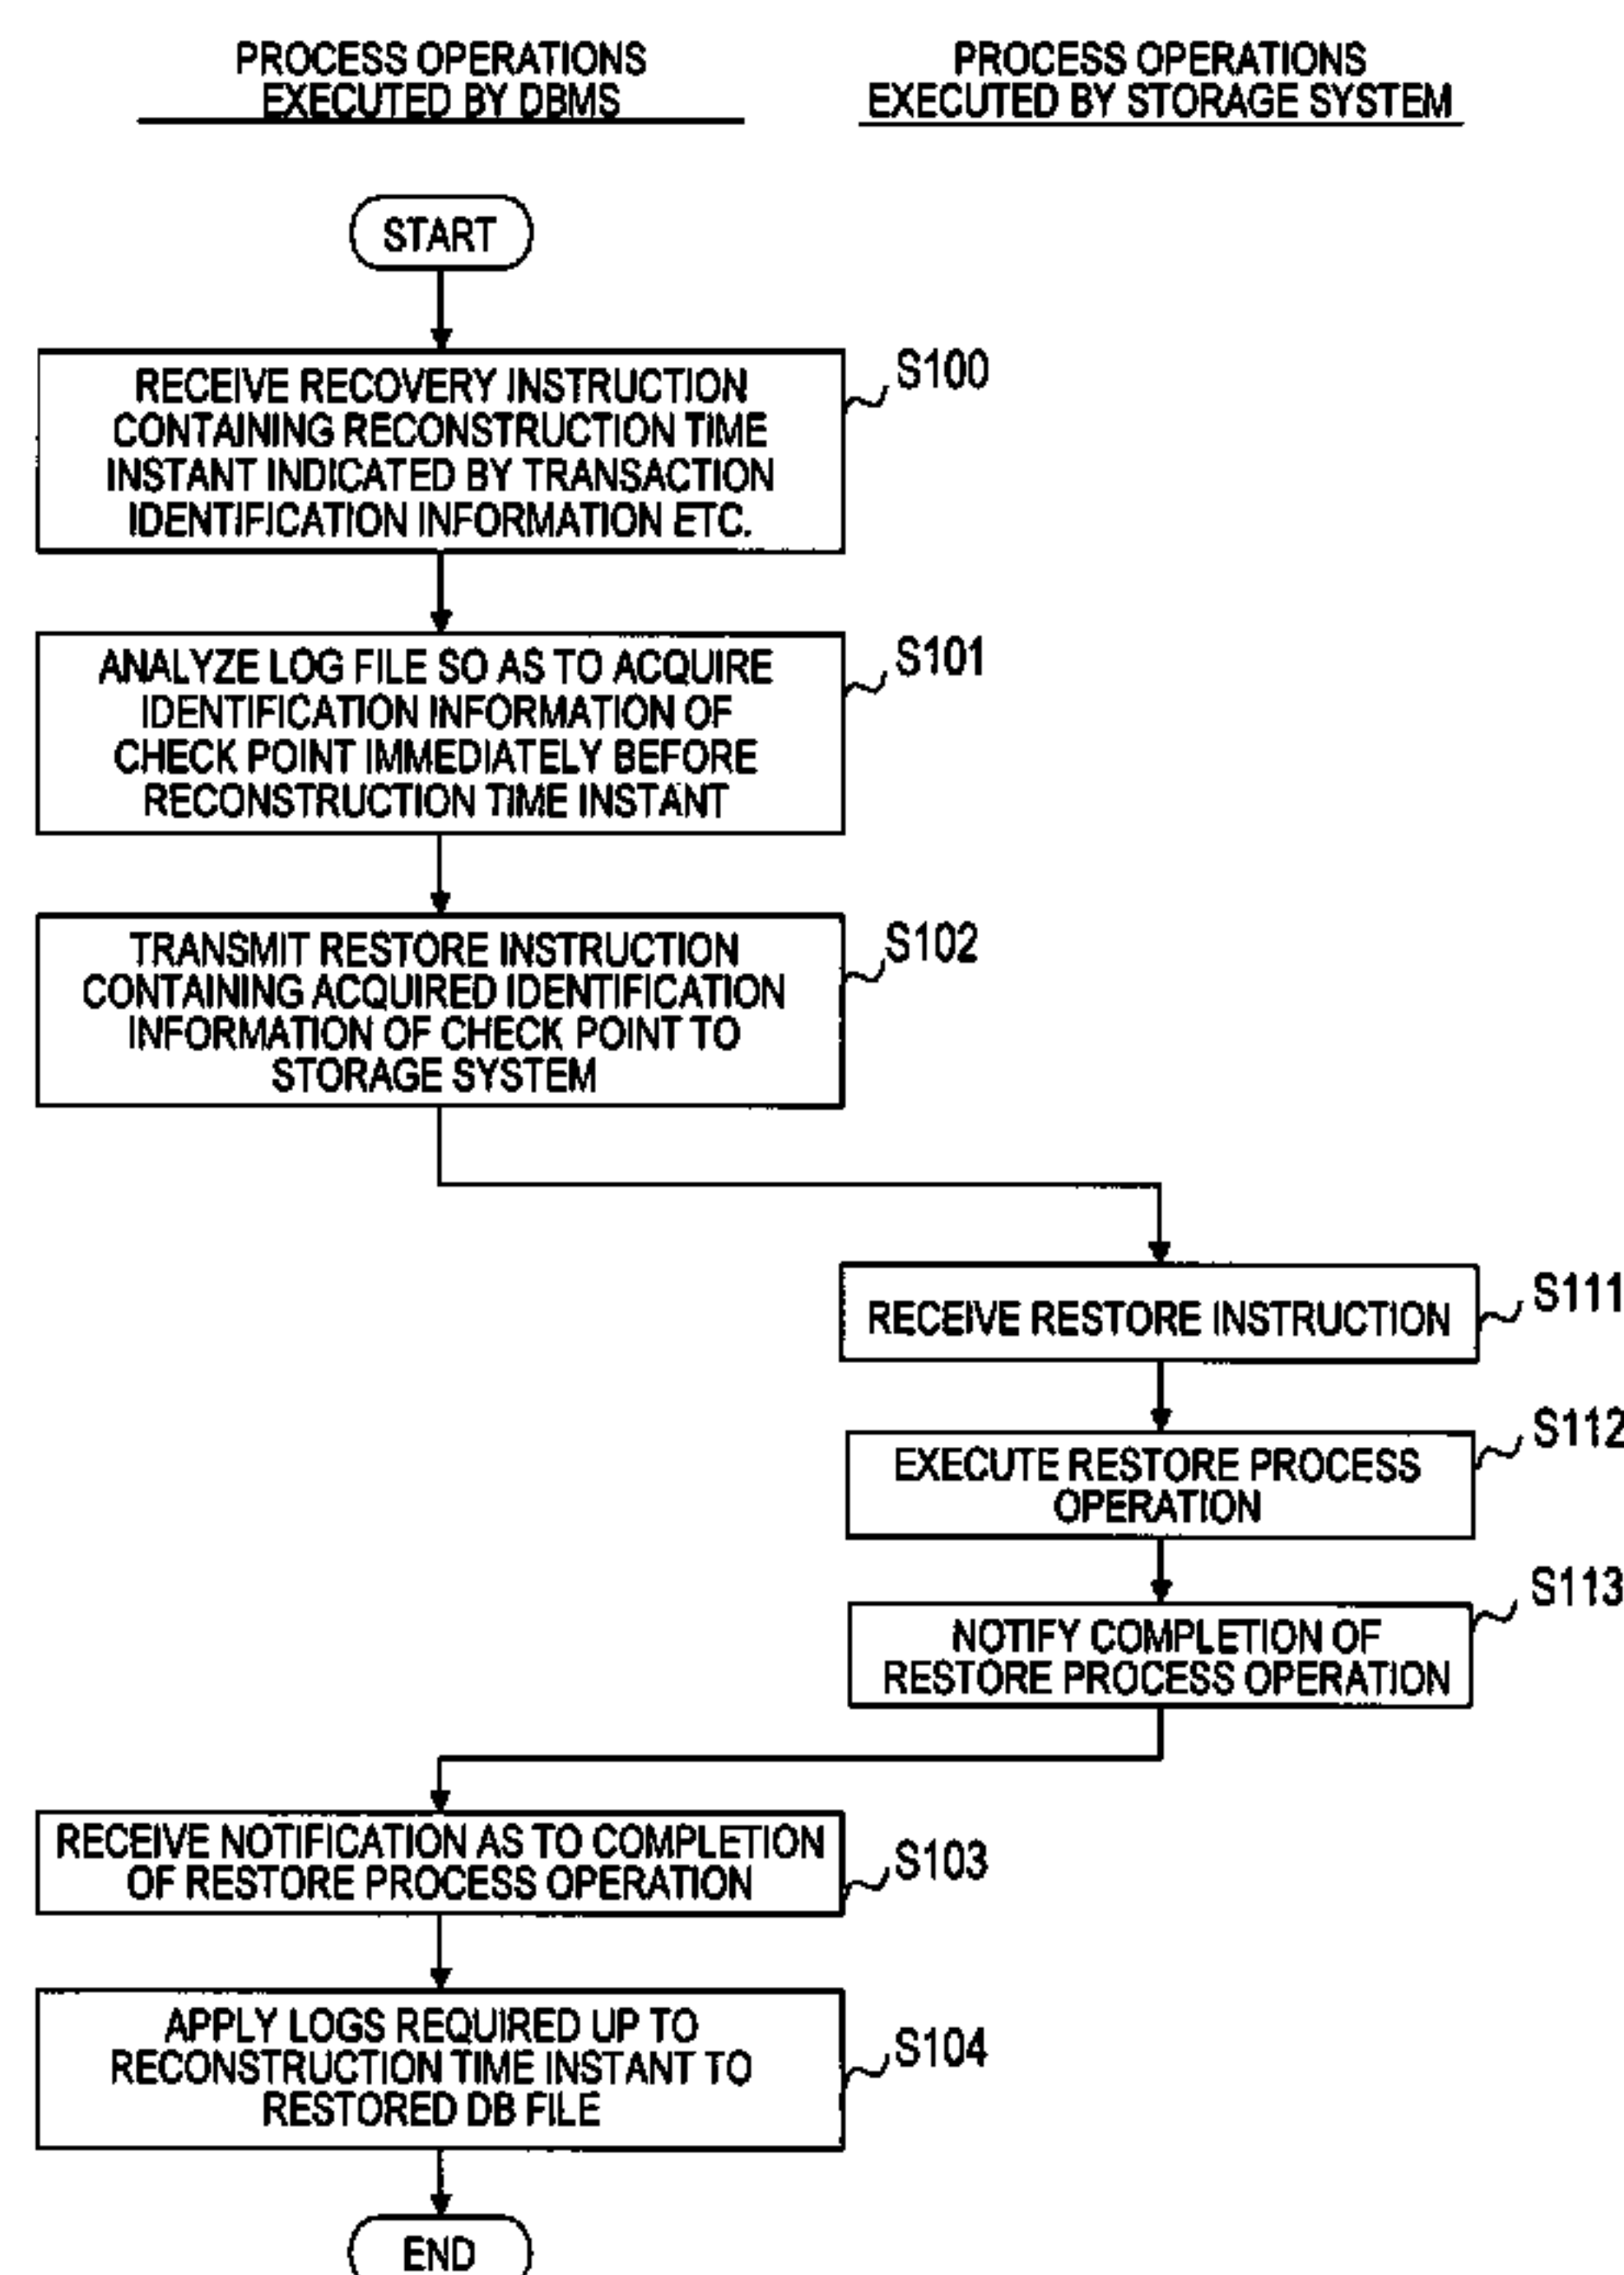 PROCESS OPERATIONS
EXECUTED BY DBMS
PROCESS OPERATIONS
EXECUTED BY STORAGE SYSTEM
START
RECEIVE RECOVERY INSTRUCTION
CONTAINING RECONSTRUCTION TIME
INSTANT INDICATED BY TRANSACTION
IDENTIFICATION INFORMATION ETC.
S100
ANALYZE LOG FILE SO AS TO ACQUIRE
IDENTIFICATION INFORMATION OF
CHECK POINT IMMEDIATELY BEFORE
RECONSTRUCTION TIME INSTANT
S101
TRANSMIT RESTORE INSTRUCTION
CONTAINING ACQUIRED IDENTIFICATION
INFORMATION OF CHECK POINT TO
STORAGE SYSTEM
S102
RECEIVE RESTORE INSTRUCTION
S111
EXECUTE RESTORE PROCESS
OPERATION
S112
NOTIFY COMPLETION OF
RESTORE PROCESS OPERATION
S113
RECEIVE NOTIFICATION AS TO COMPLETION
OF RESTORE PROCESS OPERATION
S103
APPLY LOGS REQUIRED UP TO
RECONSTRUCTION TIME INSTANT TO
RESTORED DB FILE
S104
END